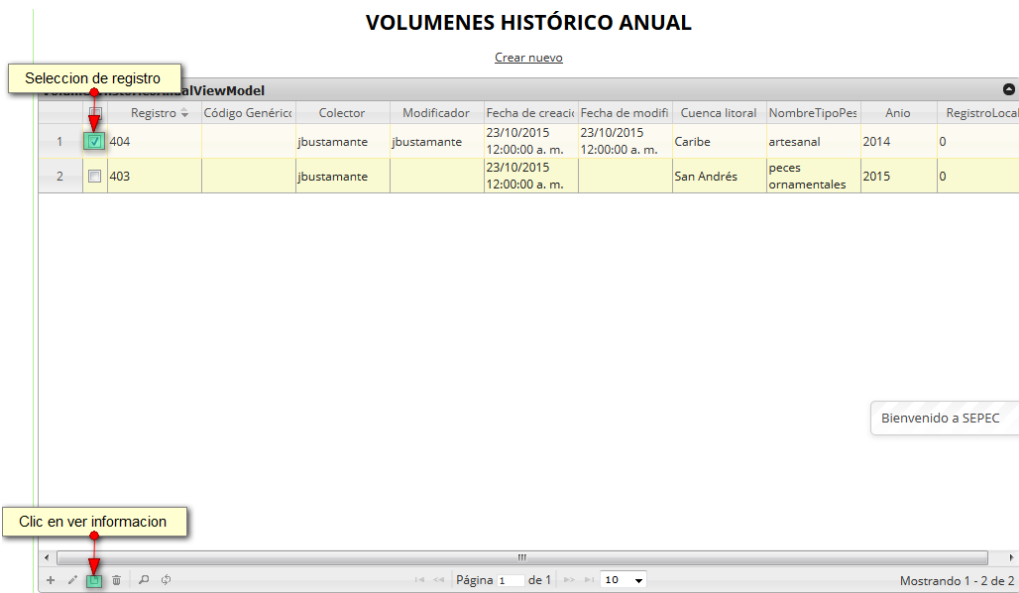 VOLUMENES HISTÓRICO ANUAL
Crear nuevo
Seleccion de registro
alViewModel
Registro Código Genérico Colector Modificador Fecha de creació Fecha de modifi Cuenca litoral NombreTipoPes Anio RegistroLocal
1 404 jbustamante jbustamante 23/10/2015 12:00:00 a. m. 23/10/2015 12:00:00 a. m. Caribe artesanal 2014 0
2 403 jbustamante 23/10/2015 12:00:00 a. m. San Andrés peces ornamentales 2015 0
Bienvenido a SEPEC
Clic en ver informacion
Página 1 de 1 10 Mostrando 1 - 2 de 2